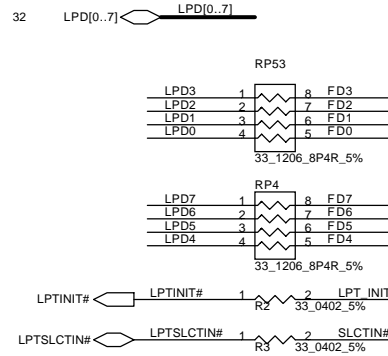 32 LPD[0..7] LPD[0..7]
RP53
LPD3 1 8 FD3
LPD2 2 7 FD2
LPD1 3 6 FD1
LPD0 4 5 FD0
33_1206_8P4R_5%
RP4
LPD7 1 8 FD7
LPD6 2 7 FD6
LPD5 3 6 FD5
LPD4 4 5 FD4
33_1206_8P4R_5%
LPTINIT# LPTINIT# 1 2 LPT_INIT
R2 33_0402_5%
LPTSLCTIN# LPTSLCTIN# 1 2 SLCTIN#
R3 33_0402_5%